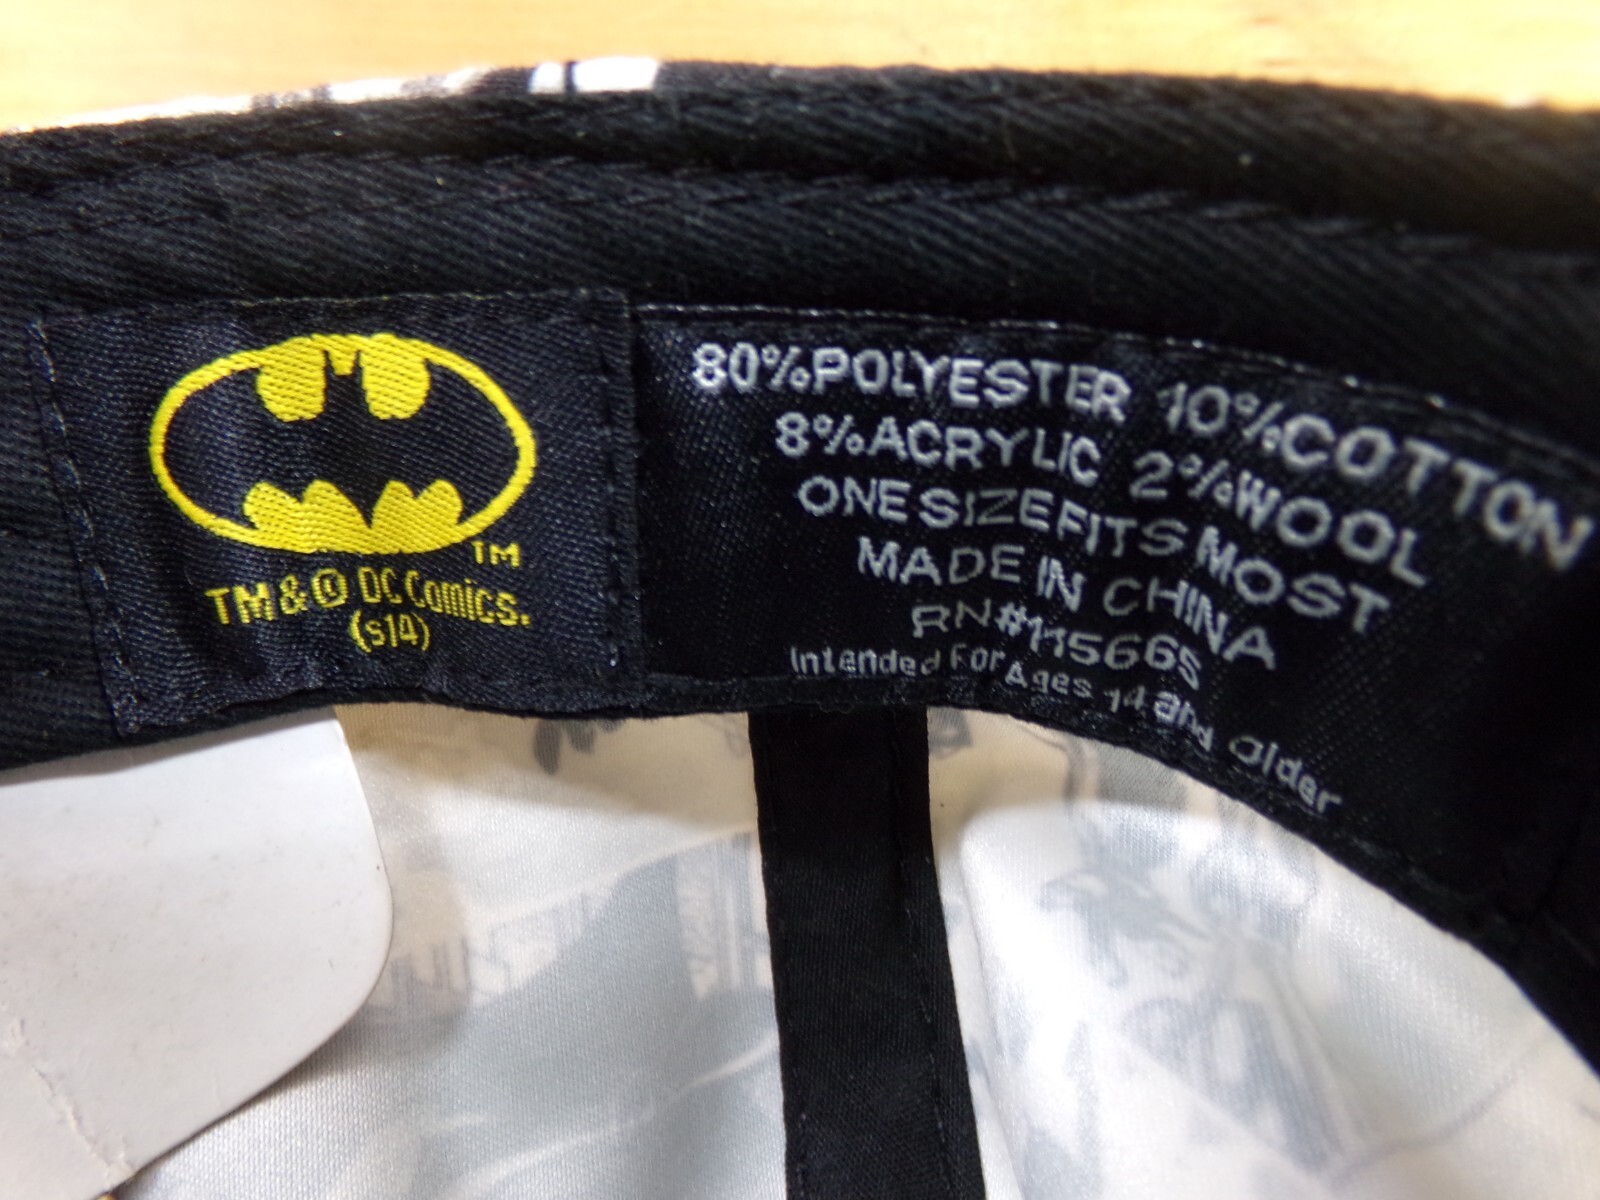 TM
TM & © DC Comics.
(s14)
80%POLYESTER 10%COTTON
8%ACRYLIC 2%WOOL
ONE SIZE FITS MOST
MADE IN CHINA
RN#115665
Intended For Ages 14 and older